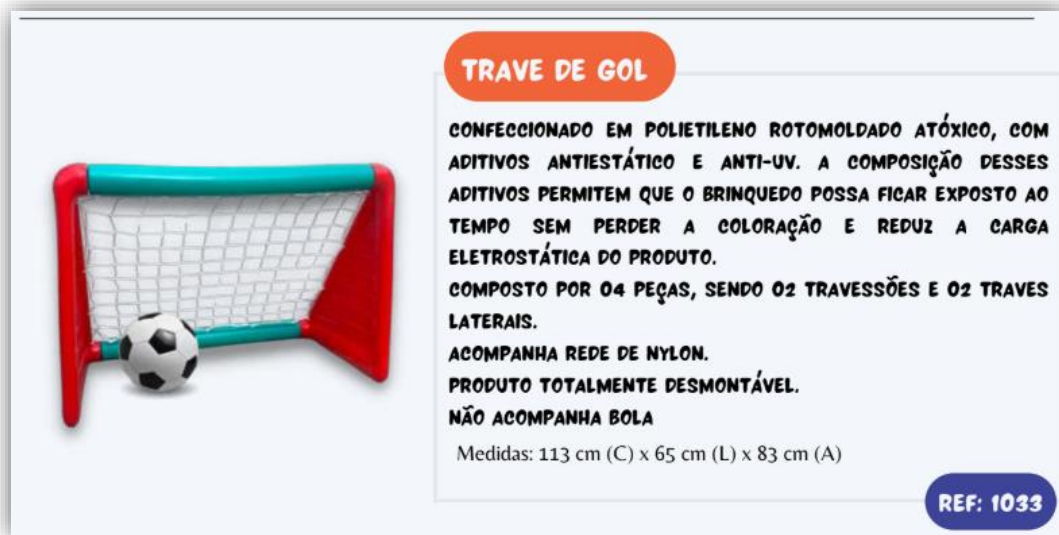 TRAVE DE GOL
CONFECCIONADO EM POLIETILENO ROTOMOLDADO ATÓXICO, COM
ADITIVOS ANTIESTÁTICO E ANTI-UV. A COMPOSIÇÃO DESSES
ADITIVOS PERMITEM QUE O BRINQUEDO POSSA FICAR EXPOSTO AO
TEMPO SEM PERDER A COLORAÇÃO E REDUZ A CARGA
ELETROSTÁTICA DO PRODUTO.
COMPOSTO POR 04 PEÇAS, SENDO 02 TRAVESSÕES E 02 TRAVES
LATERAIS.
ACOMPANHA REDE DE NYLON.
PRODUTO TOTALMENTE DESMONTÁVEL.
NÃO ACOMPANHA BOLA
Medidas: 113 cm (C) x 65 cm (L) x 83 cm (A)
REF: 1033